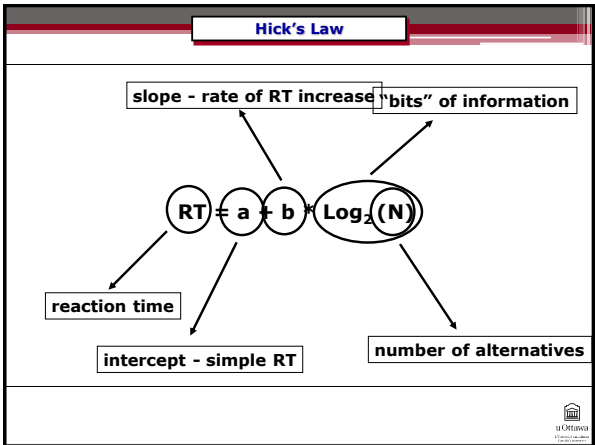 Hick's Law
slope - rate of RT increase
"bits" of information
RT = a + b * Log₂ (N)
reaction time
intercept - simple RT
number of alternatives
uOttawa